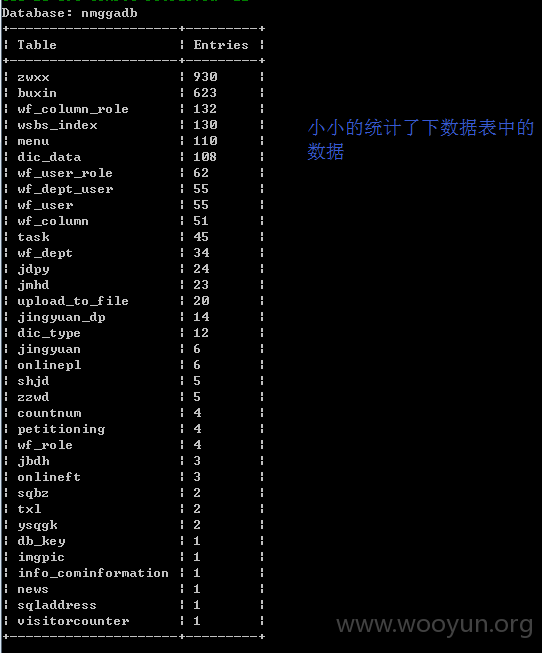 Database: nmggadb
+--------------------+---------+
| Table | Entries |
+--------------------+---------+
| zwxx | 930 |
| buxin | 623 |
| wf_column_role | 132 |
| wsbs_index | 130 |
| menu | 110 |
| dic_data | 108 |
| wf_user_role | 62 |
| wf_dept_user | 55 |
| wf_user | 55 |
| wf_column | 51 |
| task | 45 |
| wf_dept | 34 |
| jdpy | 24 |
| jmhd | 23 |
| upload_to_file | 20 |
| jingyuan_dp | 14 |
| dic_type | 12 |
| jingyuan | 6 |
| onlinepl | 6 |
| shjd | 5 |
| zzwd | 5 |
| countnum | 4 |
| petitioning | 4 |
| wf_role | 4 |
| jbdh | 3 |
| onlineft | 3 |
| sqbz | 2 |
| txl | 2 |
| ysqgk | 2 |
| db_key | 1 |
| imgpic | 1 |
| info_cominformation | 1 |
| news | 1 |
| sqladdress | 1 |
| visitorcounter | 1 |
+--------------------+---------+
小小的统计了下数据表中的
数据
www.wooyun.org